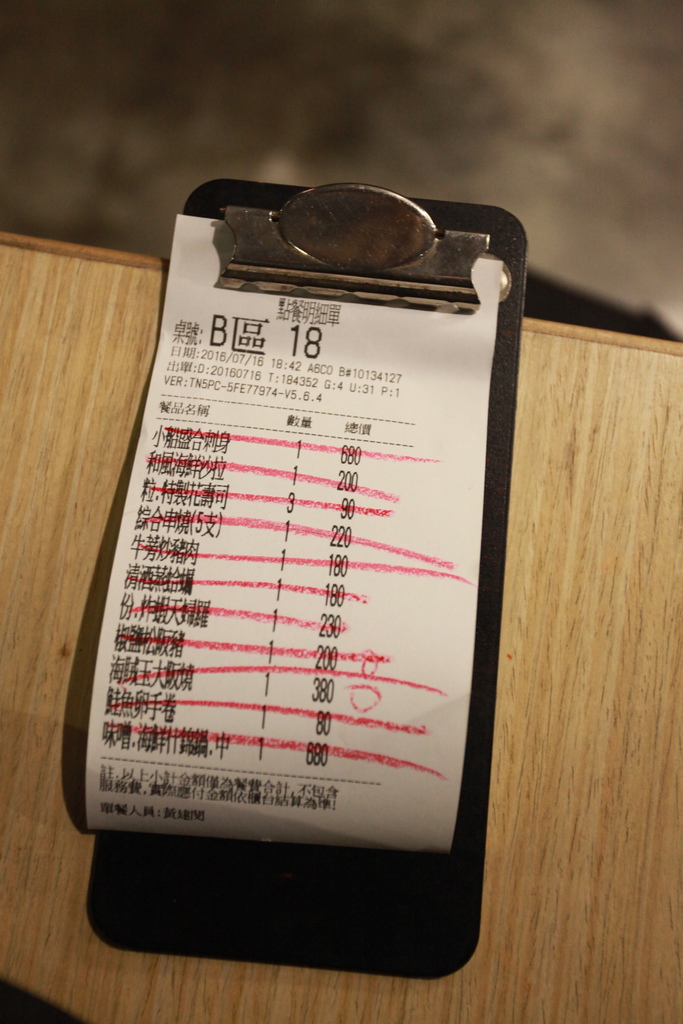 點餐明細單
桌號: B區 18
日期:2016/07/16 18:42 A6C0 B#10134127
出單:D:20160716 T:184352 G:4 U:31 P:1
VER:TN5PC-5FE77974-V5.6.4
餐品名稱 數量 總價
小船盛合刺身 1 680
和風海鮮沙拉 1 200
粒.特製花壽司 3 90
綜合串燒(5支) 1 220
牛蒡炒豬肉 1 180
清酒蒸蛤蠣 1 180
份.炸蝦天婦羅 1 230
椒鹽松阪豬 1 200
海賊王大阪燒 1 380
鮭魚卵手卷 1 80
味噌.海鮮什錦鍋.中 1 680
註.以上小計金額僅為餐費合計,不包含
服務費,實際應付金額依櫃台結算為準!
單餐人員:黃建閔